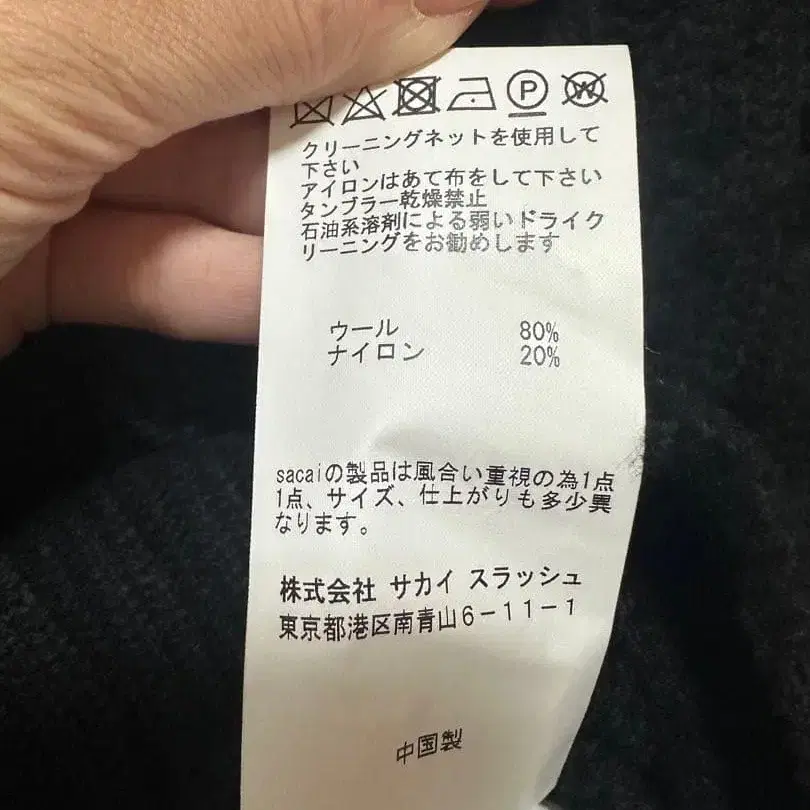 P W
クリーニングネットを使用して
下さい
アイロンはあて布をして下さい
タンブラー乾燥禁止
石油系溶剤による弱いドライク
リーニングをお勧めします
ウール 80%
ナイロン 20%
sacaiの製品は風合い重視の為1点
1点、サイズ、仕上がりも多少異
なります。
株式会社 サカイ スラッシュ
東京都港区南青山6-11-1
中国製